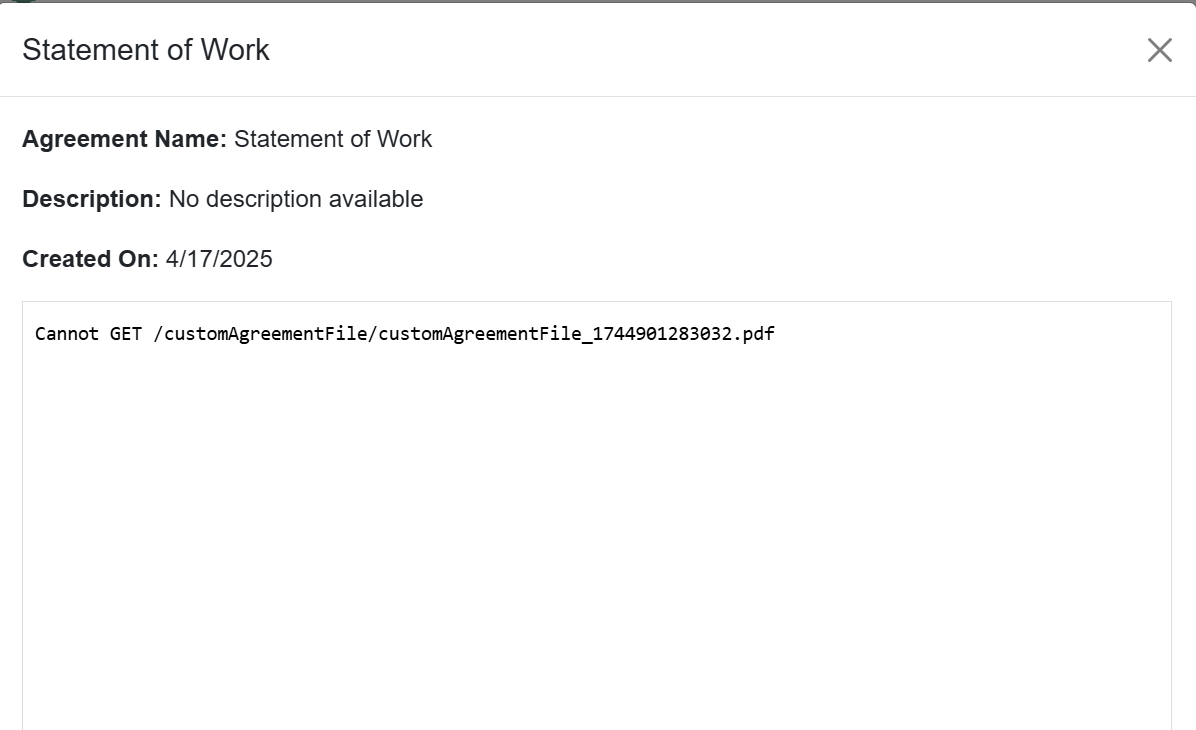 Statement of Work
Agreement Name: Statement of Work
Description: No description available
Created On: 4/17/2025
Cannot GET /customAgreementFile/customAgreementFile_1744901283032.pdf